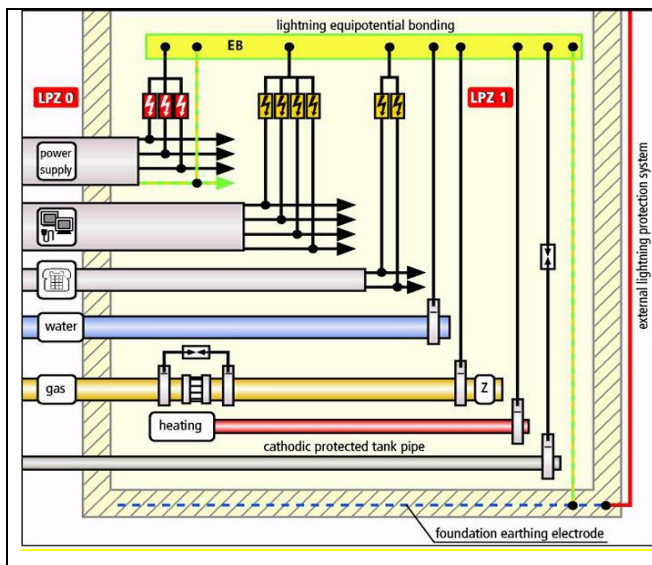 lightning equipotential bonding
EB
LPZ 0
LPZ 1
power
supply
water
gas
Z
heating
cathodic protected tank pipe
foundation earthing electrode
external lightning protection system